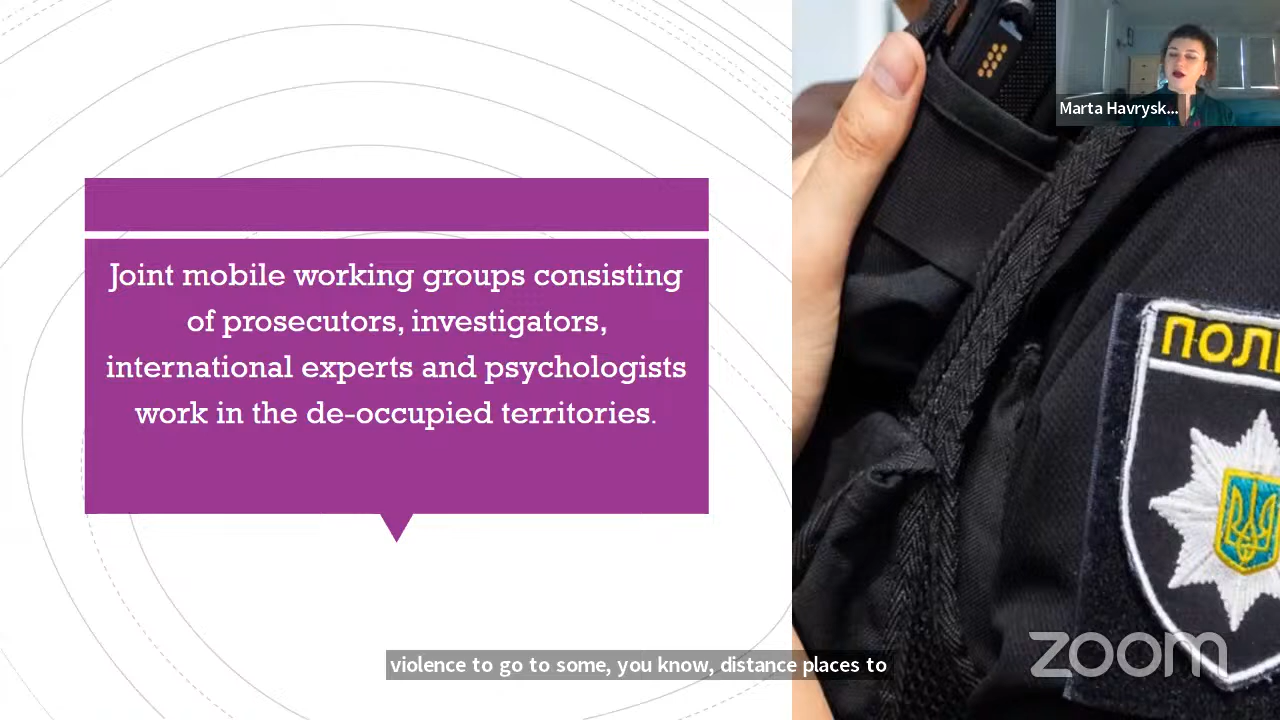 Marta Havrysk...
Joint mobile working groups consisting
of prosecutors, investigators,
international experts and psychologists
work in the de-occupied territories.
ПОЛ
violence to go to some, you know, distance places to
zoom